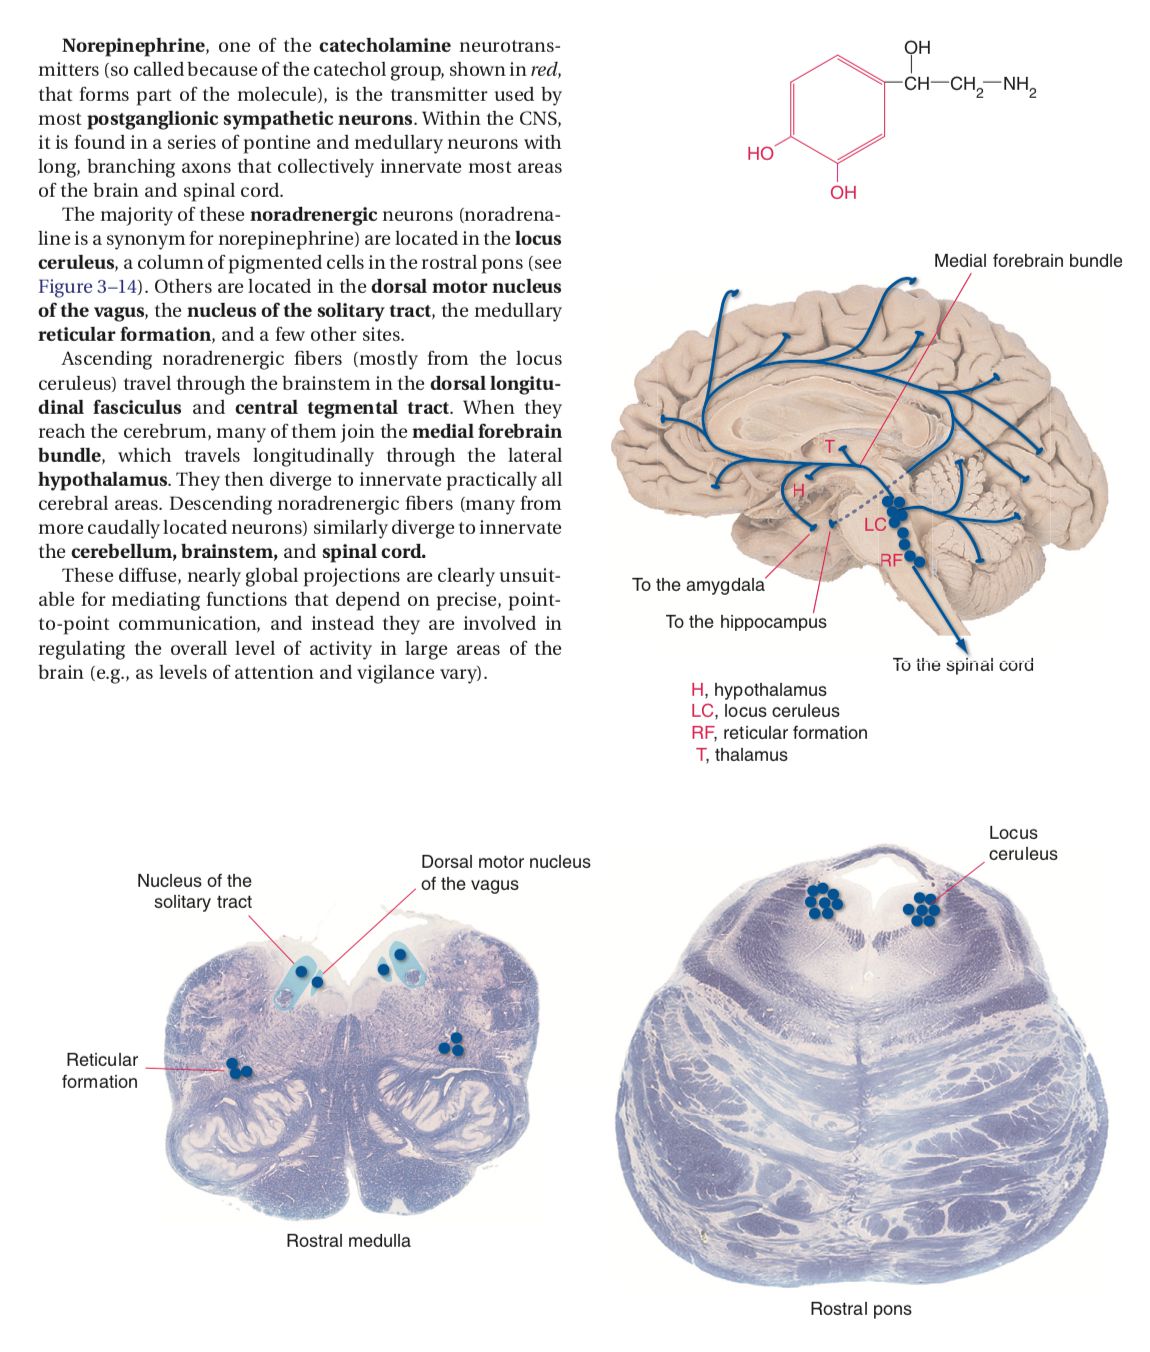 Norepinephrine, one of the catecholamine neurotrans-
mitters (so called because of the catechol group, shown in red,
that forms part of the molecule), is the transmitter used by
most postganglionic sympathetic neurons. Within the CNS,
it is found in a series of pontine and medullary neurons with
long, branching axons that collectively innervate most areas
of the brain and spinal cord.
The majority of these noradrenergic neurons (noradrena-
line is a synonym for norepinephrine) are located in the locus
ceruleus, a column of pigmented cells in the rostral pons (see
Figure 3–14). Others are located in the dorsal motor nucleus
of the vagus, the nucleus of the solitary tract, the medullary
reticular formation, and a few other sites.
Ascending noradrenergic fibers (mostly from the locus
ceruleus) travel through the brainstem in the dorsal longitu-
dinal fasciculus and central tegmental tract. When they
reach the cerebrum, many of them join the medial forebrain
bundle, which travels longitudinally through the lateral
hypothalamus. They then diverge to innervate practically all
cerebral areas. Descending noradrenergic fibers (many from
more caudally located neurons) similarly diverge to innervate
the cerebellum, brainstem, and spinal cord.
These diffuse, nearly global projections are clearly unsuit-
able for mediating functions that depend on precise, point-
to-point communication, and instead they are involved in
regulating the overall level of activity in large areas of the
brain (e.g., as levels of attention and vigilance vary).
OH
CH—CH₂—NH₂
HO
OH
Medial forebrain bundle
T
H
LC
RF
To the amygdala
To the hippocampus
To the spinal cord
H, hypothalamus
LC, locus ceruleus
RF, reticular formation
T, thalamus
Nucleus of the
solitary tract
Dorsal motor nucleus
of the vagus
Reticular
formation
Rostral medulla
Locus
ceruleus
Rostral pons